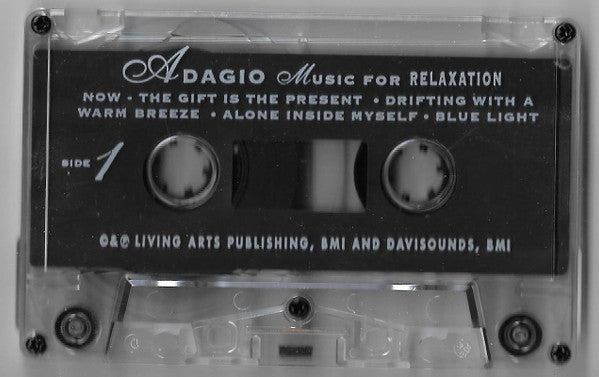 ADAGIO MUSIC FOR RELAXATION
NOW - THE GIFT IS THE PRESENT • DRIFTING WITH A
WARM BREEZE • ALONE INSIDE MYSELF • BLUE LIGHT
SIDE 1
©&℗ LIVING ARTS PUBLISHING, BMI AND DAVISOUNDS, BMI